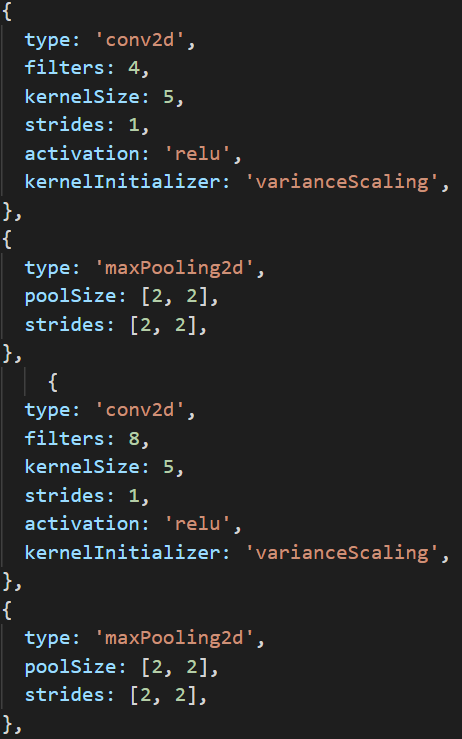 {
  type: 'conv2d',
  filters: 4,
  kernelSize: 5,
  strides: 1,
  activation: 'relu',
  kernelInitializer: 'varianceScaling',
},
{
  type: 'maxPooling2d',
  poolSize: [2, 2],
  strides: [2, 2],
},
    {
  type: 'conv2d',
  filters: 8,
  kernelSize: 5,
  strides: 1,
  activation: 'relu',
  kernelInitializer: 'varianceScaling',
},
{
  type: 'maxPooling2d',
  poolSize: [2, 2],
  strides: [2, 2],
},